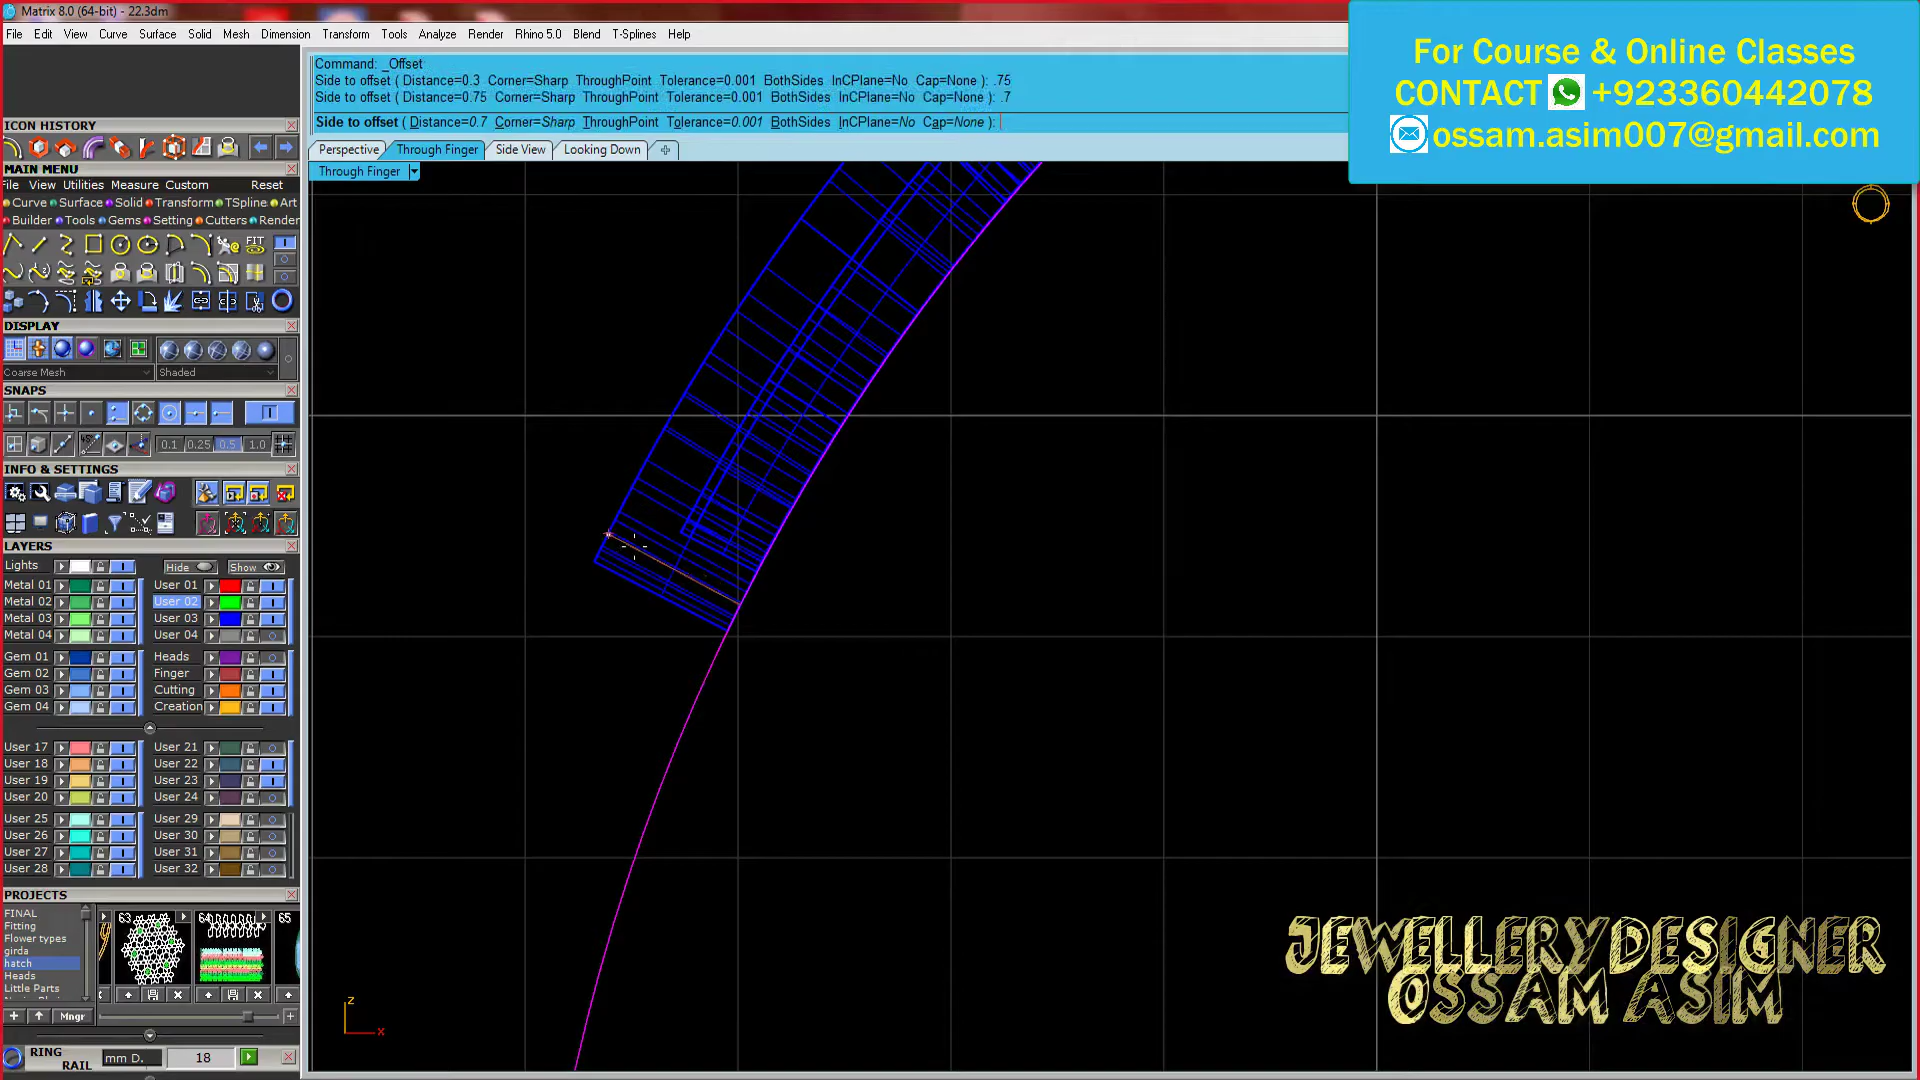 Matrix 8.0 (64-bit) - 22.3dm
File Edit View Curve Surface Solid Mesh Dimension Transform Tools Analyze Render Rhino 5.0 Blend T-Splines Help
For Course & Online Classes
CONTACT +923360442078
ossam.asim007@gmail.com
Command: _Offset
Side to offset ( Distance=0.3 Corner=Sharp ThroughPoint Tolerance=0.001 BothSides InCPlane=No Cap=None ): .75
Side to offset ( Distance=0.75 Corner=Sharp ThroughPoint Tolerance=0.001 BothSides InCPlane=No Cap=None ): .7
Side to offset ( Distance=0.7 Corner=Sharp ThroughPoint Tolerance=0.001 BothSides InCPlane=No Cap=None ):
Perspective Through Finger Side View Looking Down
Through Finger
ICON HISTORY
MAIN MENU
File View Utilities Measure Custom Reset
Curve Surface Solid Transform TSpline Art
Builder Tools Gems Setting Cutters Render
FIT
DISPLAY
Coarse Mesh Shaded
SNAPS
0.1 0.25 0.5 1.0
INFO & SETTINGS
LAYERS
Lights Hide Show
Metal 01 User 01
Metal 02 User 02
Metal 03 User 03
Metal 04 User 04
Gem 01 Heads
Gem 02 Finger
Gem 03 Cutting
Gem 04 Creation
User 17 User 21
User 18 User 22
User 19 User 23
User 20 User 24
User 25 User 29
User 26 User 30
User 27 User 31
User 28 User 32
PROJECTS
FINAL
Fitting
Flower types
girda
hatch
Heads
Little Parts
63 64 65
Mngr
RING RAIL mm D. 18
z
x
JEWELLERY DESIGNER
OSSAM ASIM